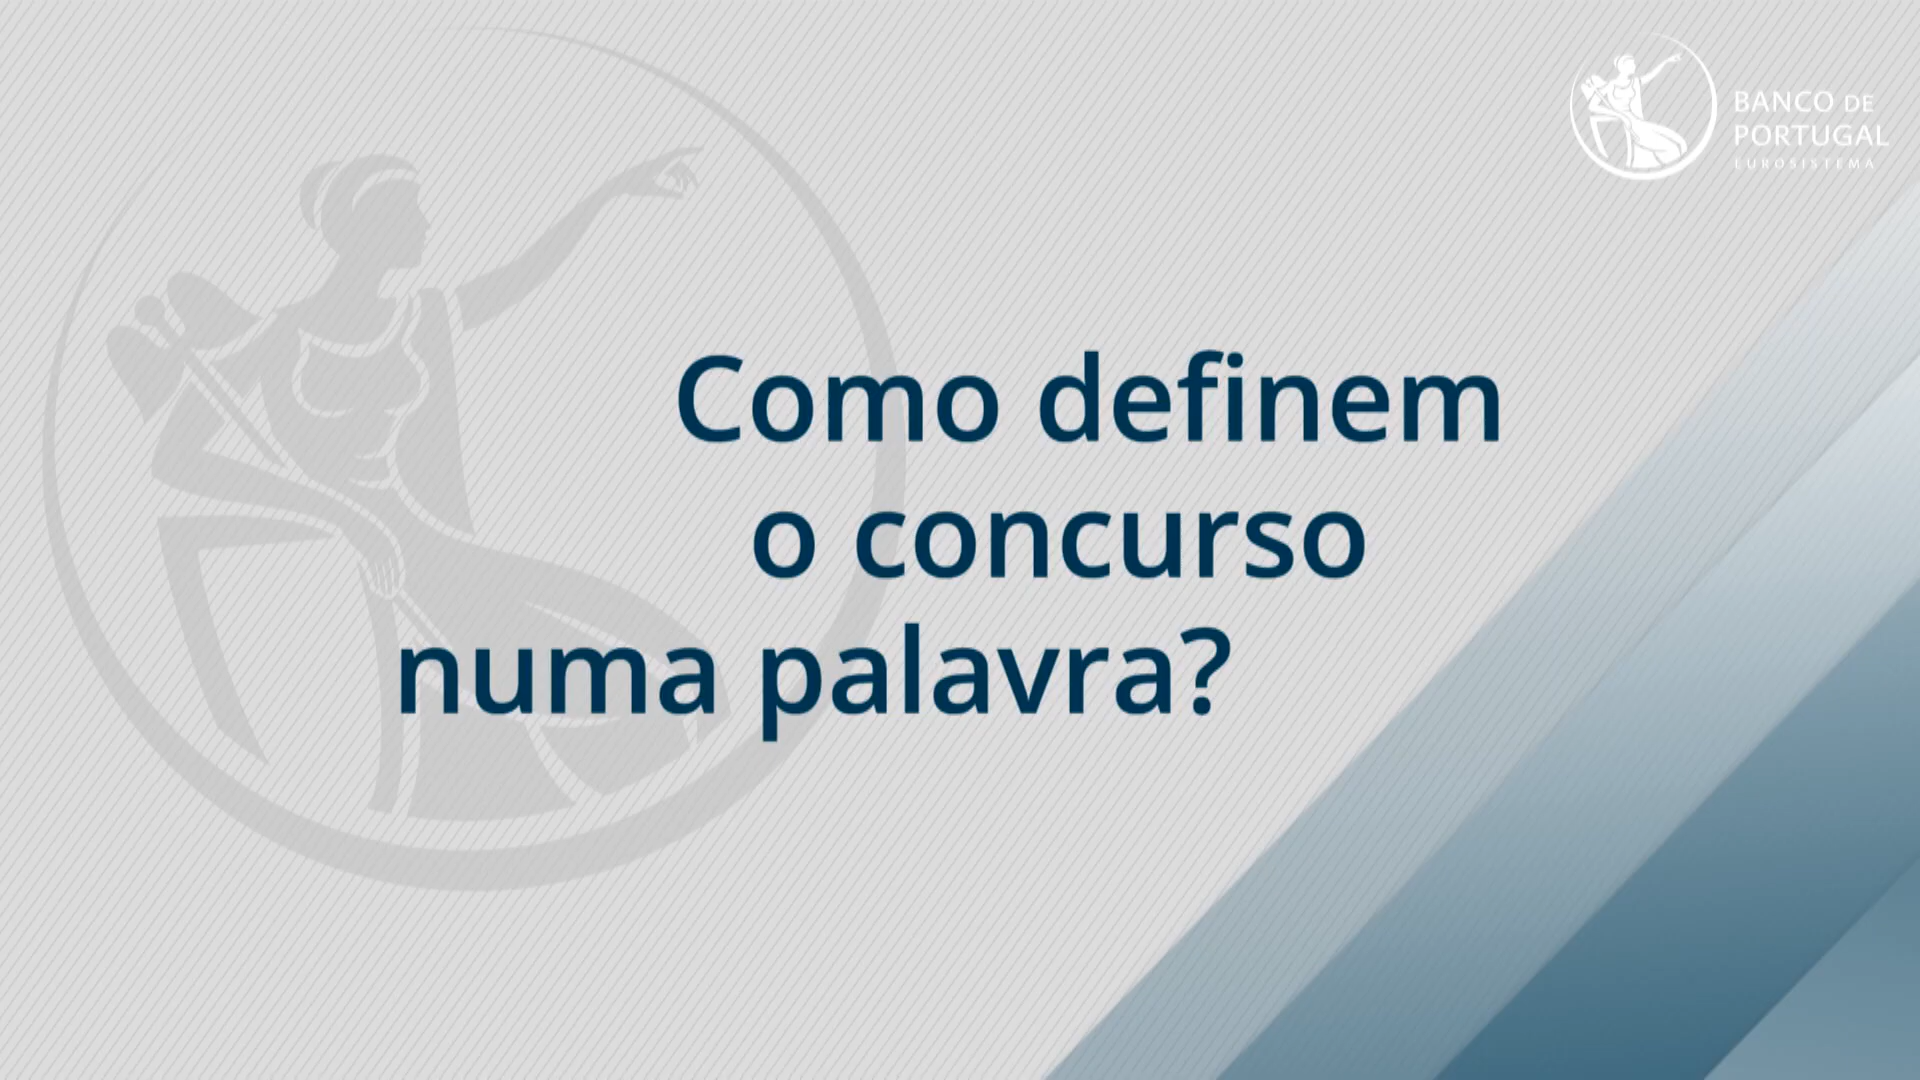 BANCO DE
PORTUGAL
EUROSISTEMA
Como definem
o concurso
numa palavra?